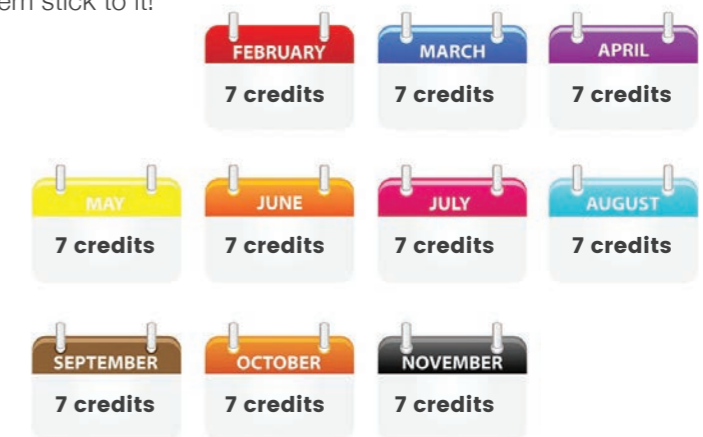 stick to it!
FEBRUARY MARCH APRIL
7 credits 7 credits 7 credits
MAY JUNE JULY AUGUST
7 credits 7 credits 7 credits 7 credits
SEPTEMBER OCTOBER NOVEMBER
7 credits 7 credits 7 credits